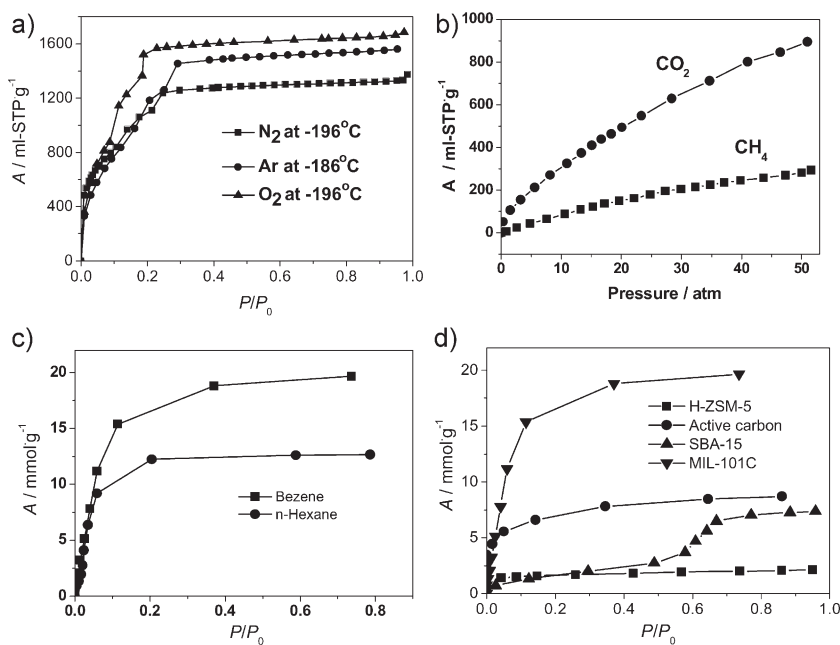 a)
A / ml-STP·g⁻¹
1600
1200
800
400
0
N₂ at -196°C
Ar at -186°C
O₂ at -196°C
0.0 0.2 0.4 0.6 0.8 1.0
P/P₀
b)
A / ml-STP·g⁻¹
1000
800
600
400
200
0
CO₂
CH₄
0 10 20 30 40 50
Pressure / atm
c)
A / mmol·g⁻¹
20
15
10
5
0
Bezene
n-Hexane
0.0 0.2 0.4 0.6 0.8
P/P₀
d)
A / mmol·g⁻¹
20
15
10
5
0
H-ZSM-5
Active carbon
SBA-15
MIL-101C
0.0 0.2 0.4 0.6 0.8 1.0
P/P₀